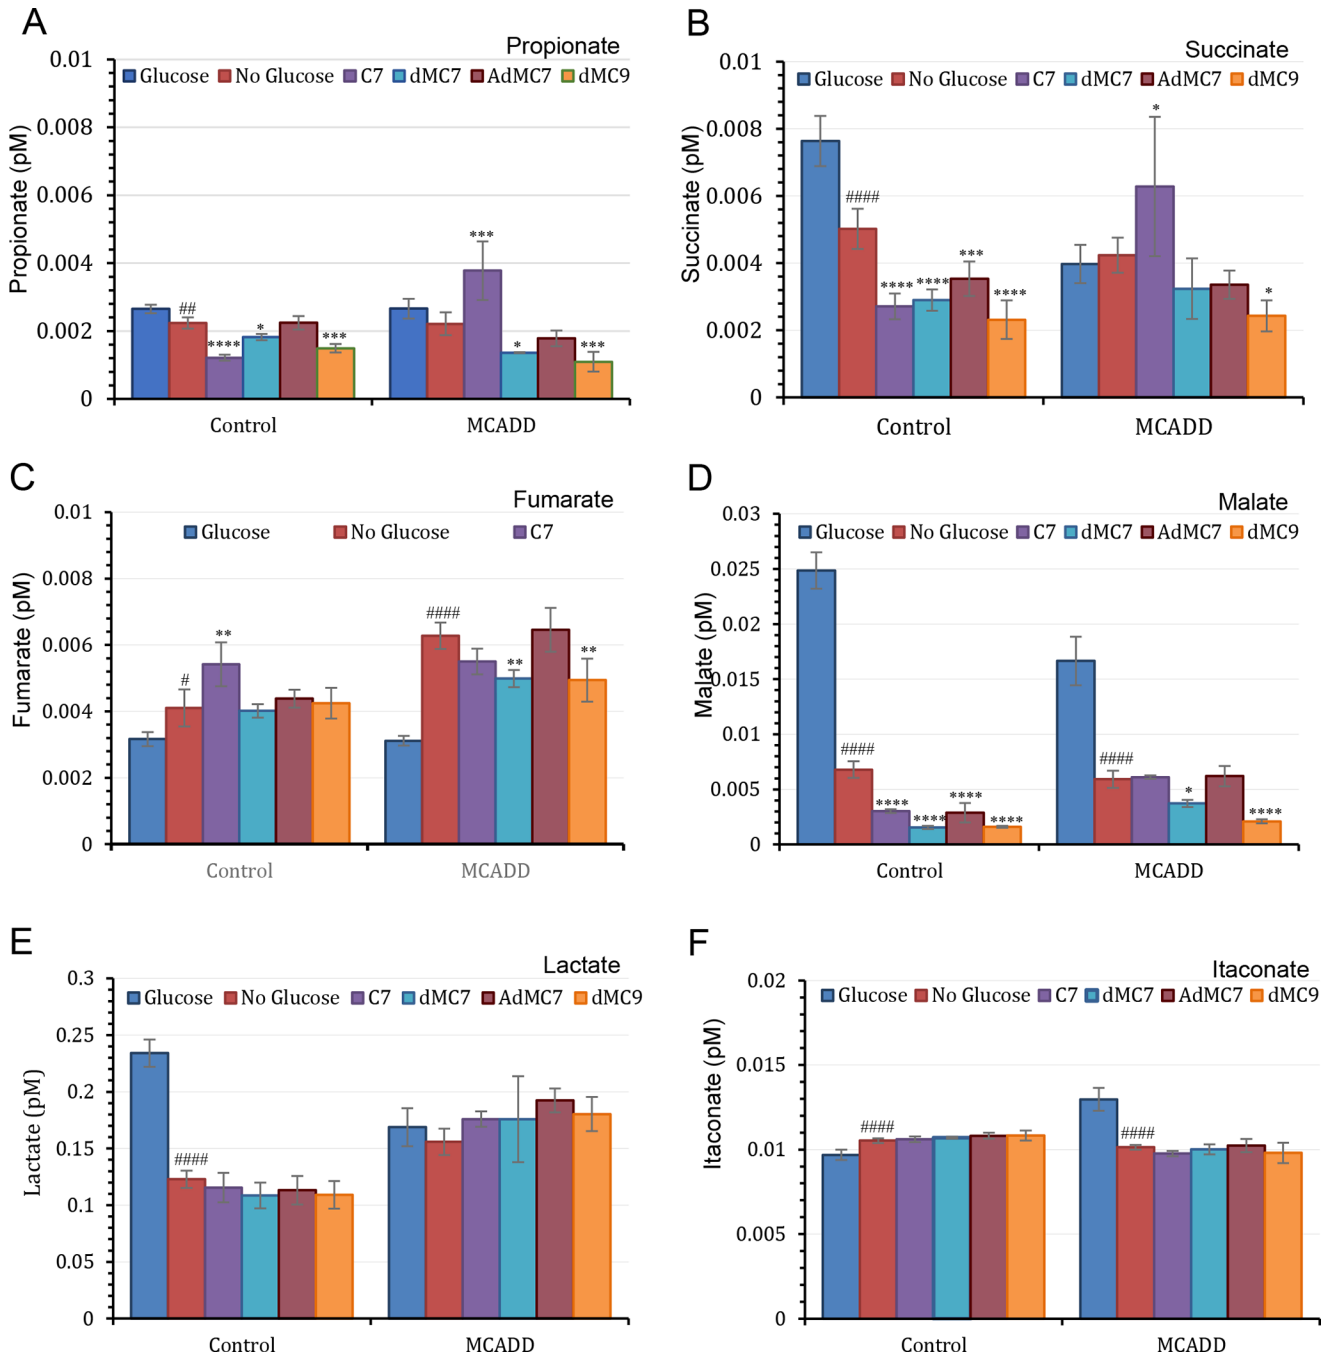 A
Propionate
Glucose No Glucose C7 dMC7 AdMC7 dMC9
Propionate (pM)
0.01
0.008
0.006
0.004
0.002
0
##
****
*
***
***
*
***
Control MCADD
B
Succinate
Glucose No Glucose C7 dMC7 AdMC7 dMC9
Succinate (pM)
0.01
0.008
0.006
0.004
0.002
0
####
****
****
***
****
*
*
Control MCADD
C
Fumarate
Glucose No Glucose C7
Fumarate (pM)
0.01
0.008
0.006
0.004
0.002
0
#
**
####
**
**
Control MCADD
D
Malate
Glucose No Glucose C7 dMC7 AdMC7 dMC9
Malate (pM)
0.03
0.025
0.02
0.015
0.01
0.005
0
####
****
****
****
****
####
*
****
Control MCADD
E
Lactate
Glucose No Glucose C7 dMC7 AdMC7 dMC9
Lactate (pM)
0.3
0.25
0.2
0.15
0.1
0.05
0
####
Control MCADD
F
Itaconate
Glucose No Glucose C7 dMC7 AdMC7 dMC9
Itaconate (pM)
0.02
0.015
0.01
0.005
0
####
####
Control MCADD